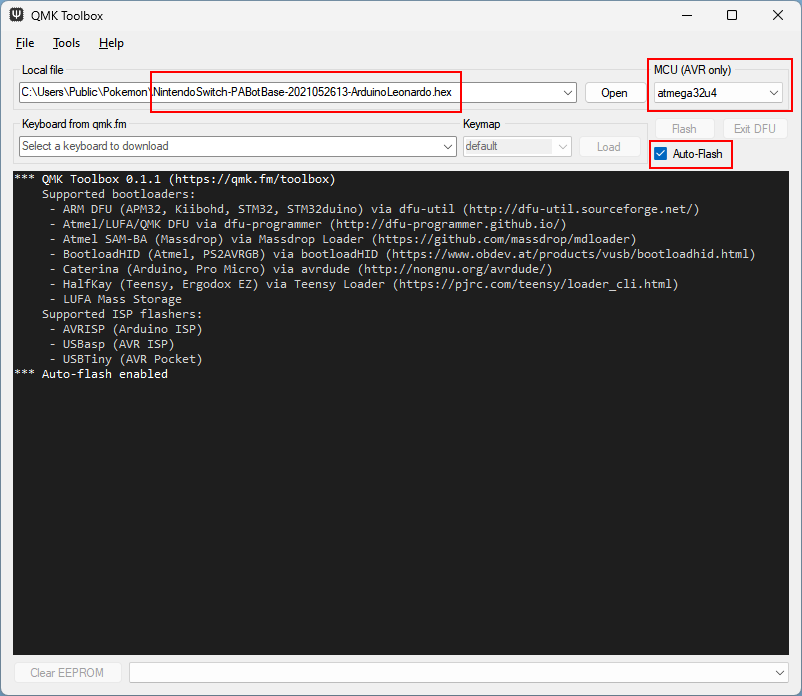 QMK Toolbox
File Tools Help
Local file
MCU (AVR only)
C:\Users\Public\Pokemon\NintendoSwitch-PABotBase-2021052613-ArduinoLeonardo.hex
Open
atmega32u4
Keyboard from qmk.fm
Keymap
Flash
Exit DFU
Select a keyboard to download
default
Load
Auto-Flash
*** QMK Toolbox 0.1.1 (https://qmk.fm/toolbox)
Supported bootloaders:
- ARM DFU (APM32, Kiibohd, STM32, STM32duino) via dfu-util (http://dfu-util.sourceforge.net/)
- Atmel/LUFA/QMK DFU via dfu-programmer (http://dfu-programmer.github.io/)
- Atmel SAM-BA (Massdrop) via Massdrop Loader (https://github.com/massdrop/mdloader)
- BootloadHID (Atmel, PS2AVRGB) via bootloadHID (https://www.obdev.at/products/vusb/bootloadhid.html)
- Caterina (Arduino, Pro Micro) via avrdude (http://nongnu.org/avrdude/)
- HalfKay (Teensy, Ergodox EZ) via Teensy Loader (https://pjrc.com/teensy/loader_cli.html)
- LUFA Mass Storage
Supported ISP flashers:
- AVRISP (Arduino ISP)
- USBasp (AVR ISP)
- USBTiny (AVR Pocket)
*** Auto-flash enabled
Clear EEPROM